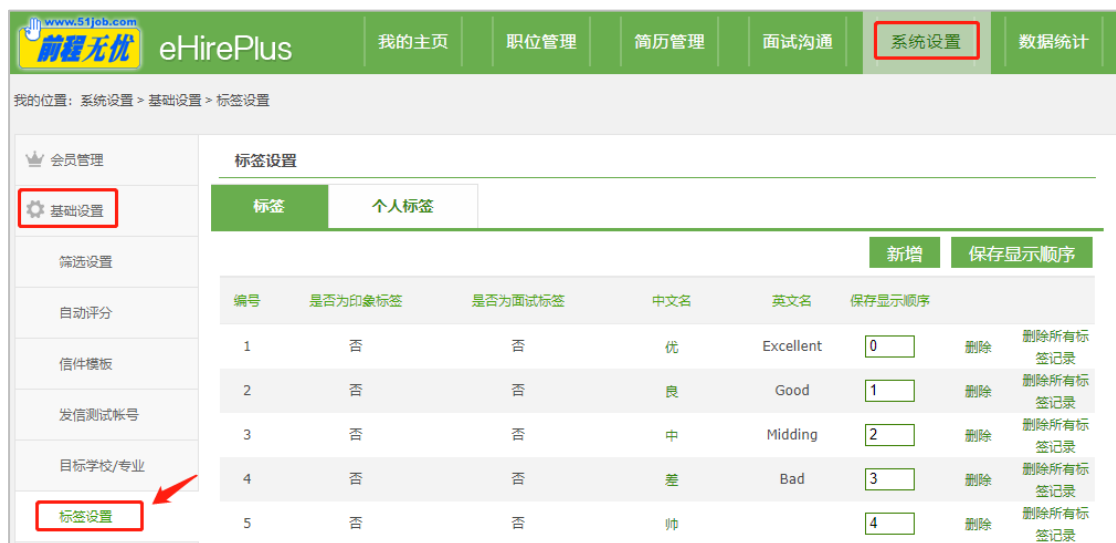 www.51job.com
前程无忧 eHirePlus 我的主页 职位管理 简历管理 面试沟通 系统设置 数据统计
我的位置：系统设置 > 基础设置 > 标签设置
会员管理
基础设置
筛选设置
自动评分
信件模板
发信测试帐号
目标学校/专业
标签设置
标签设置
标签 个人标签
新增 保存显示顺序
编号 是否为印象标签 是否为面试标签 中文名 英文名 保存显示顺序
1 否 否 优 Excellent 0 删除 删除所有标
签记录
2 否 否 良 Good 1 删除 删除所有标
签记录
3 否 否 中 Midding 2 删除 删除所有标
签记录
4 否 否 差 Bad 3 删除 删除所有标
签记录
5 否 否 帅 4 删除 删除所有标
签记录